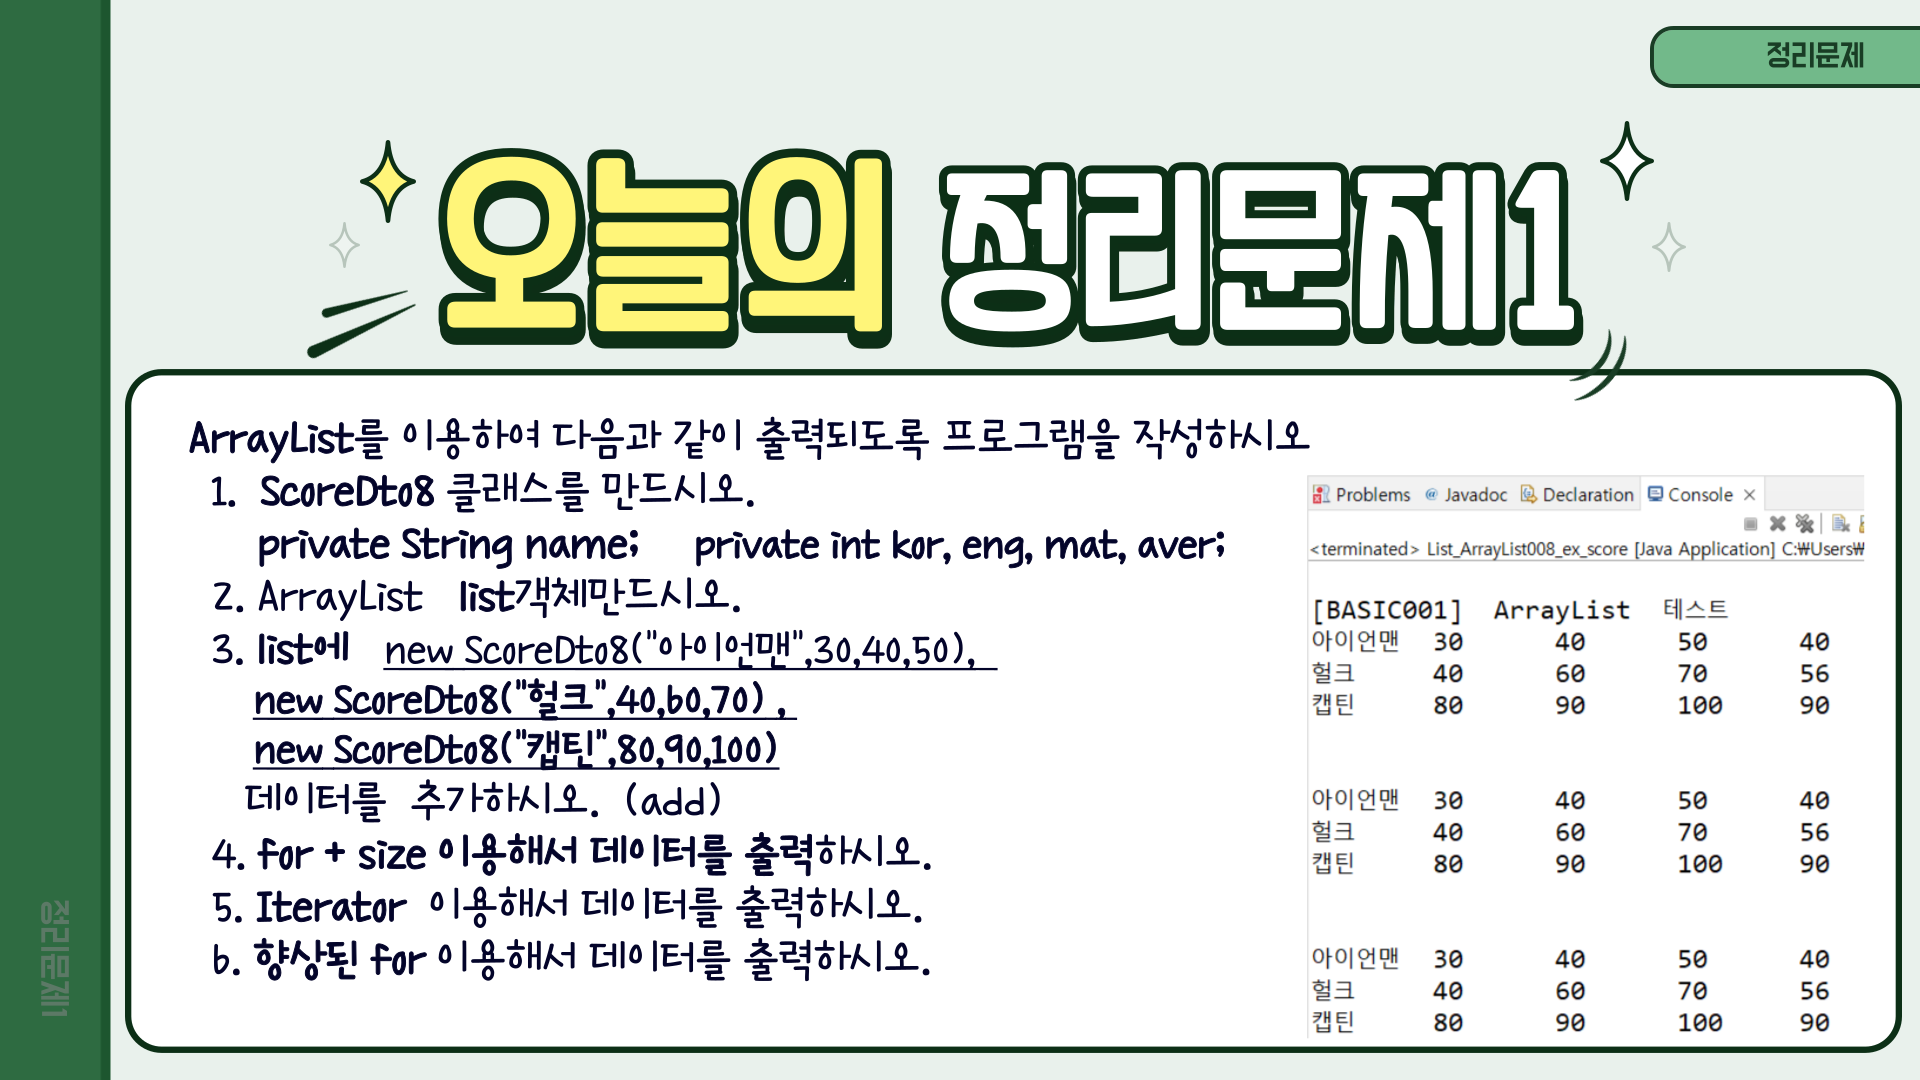 정리문제
오늘의 정리문제1
ArrayList를 이용하여 다음과 같이 출력되도록 프로그램을 작성하시오
1. ScoreDto8 클래스를 만드시오.
private String name; private int kor, eng, mat, aver;
2. ArrayList list객체만드시오.
3. list에 new ScoreDto8("아이언맨",30,40,50),
new ScoreDto8("헐크",40,60,70) ,
new ScoreDto8("캡틴",80,90,100)
데이터를 추가하시오. (add)
4. for + size 이용해서 데이터를 출력하시오.
5. Iterator 이용해서 데이터를 출력하시오.
6. 향상된 for 이용해서 데이터를 출력하시오.
Problems @ Javadoc Declaration Console
<terminated> List_ArrayList008_ex_score [Java Application] C:₩Users₩
[BASIC001] ArrayList 테스트
아이언맨 30 40 50 40
헐크 40 60 70 56
캡틴 80 90 100 90
아이언맨 30 40 50 40
헐크 40 60 70 56
캡틴 80 90 100 90
아이언맨 30 40 50 40
헐크 40 60 70 56
캡틴 80 90 100 90
정리문제1